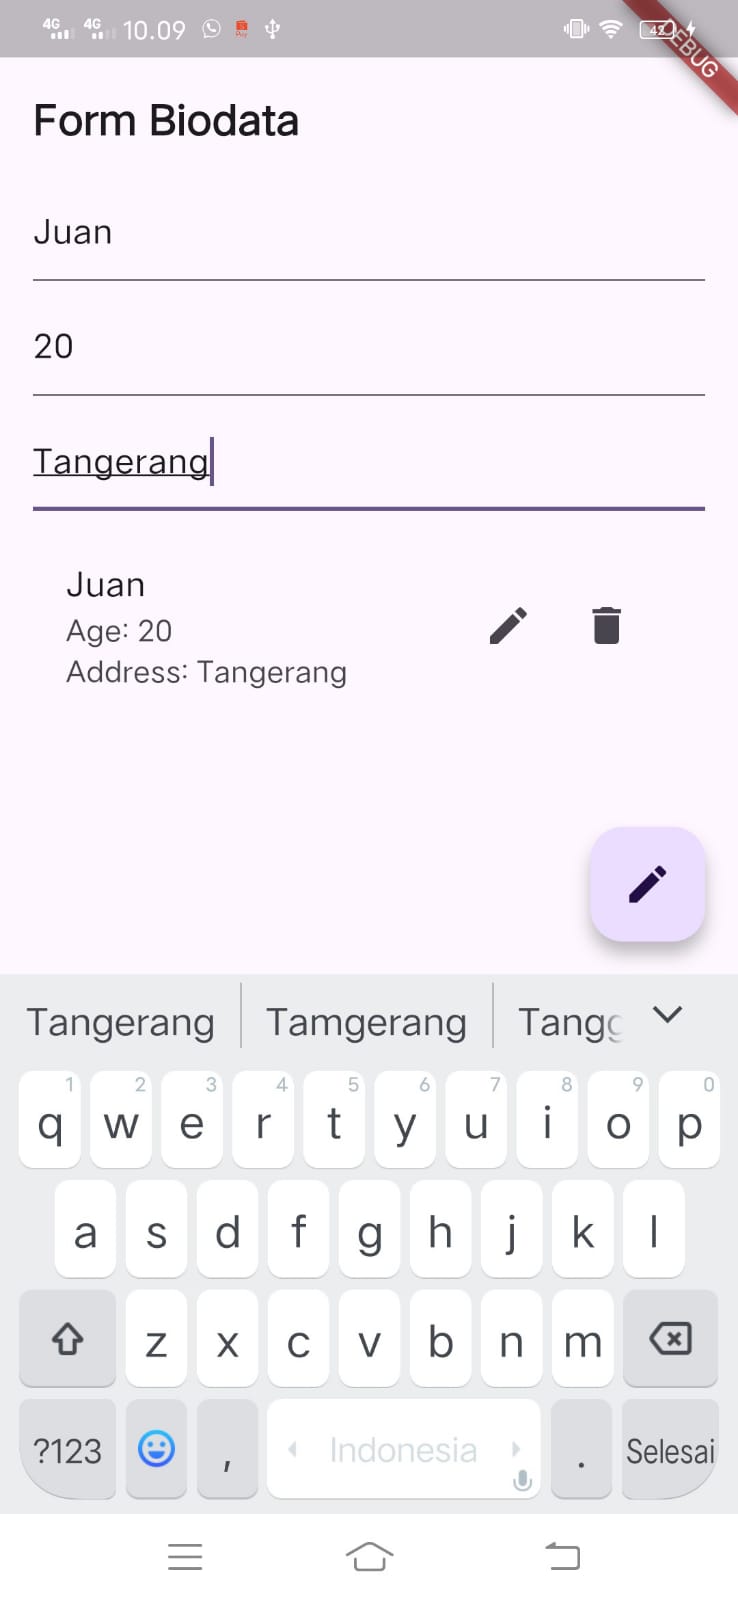 4G 4G 10.09 42
DEBUG
Form Biodata
Juan
20
Tangerang
Juan
Age: 20
Address: Tangerang
Tangerang Tamgerang Tangg
1 2 3 4 5 6 7 8 9 0
q w e r t y u i o p
a s d f g h j k l
z x c v b n m
?123 , Indonesia . Selesai